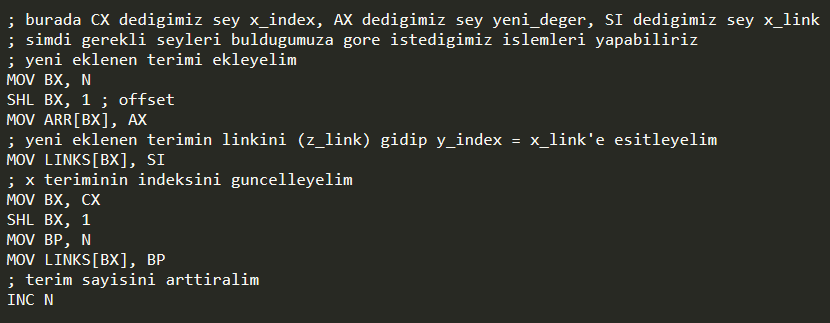 ; burada CX dedigimiz sey x_index, AX dedigimiz sey yeni_deger, SI dedigimiz sey x_link
; simdi gerekli seyleri buldugumuza gore istedigimiz islemleri yapabiliriz
; yeni eklenen terimi ekleyelim
MOV BX, N
SHL BX, 1 ; offset
MOV ARR[BX], AX
; yeni eklenen terimin linkini (z_link) gidip y_index = x_link'e esitleyelim
MOV LINKS[BX], SI
; x teriminin indeksini guncelleyelim
MOV BX, CX
SHL BX, 1
MOV BP, N
MOV LINKS[BX], BP
; terim sayisini arttiralim
INC N